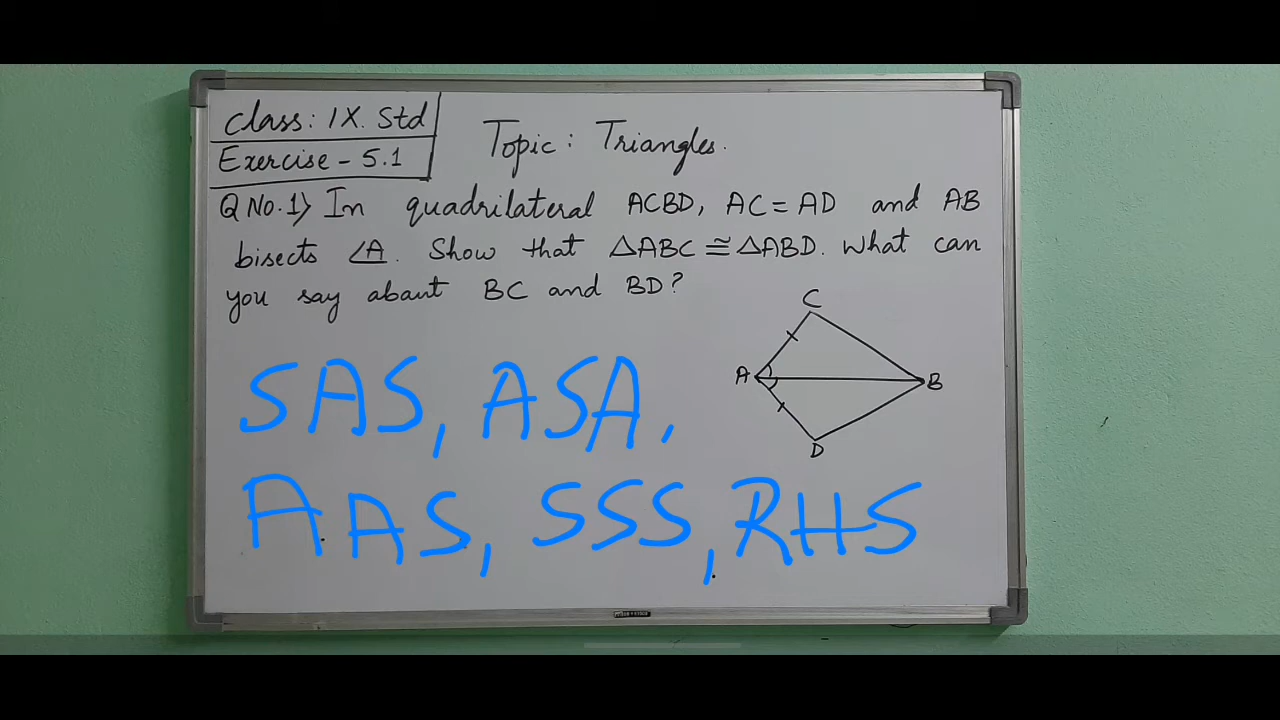 Class: IX. Std
Exercise - 5.1
Topic: Triangles.
Q No.1) In quadrilateral ACBD, AC = AD and AB
bisects ∠A. Show that △ABC ≅ △ABD. What can
you say abaut BC and BD?
C
A
B
D
SAS, ASA,
AAS, SSS, RHS